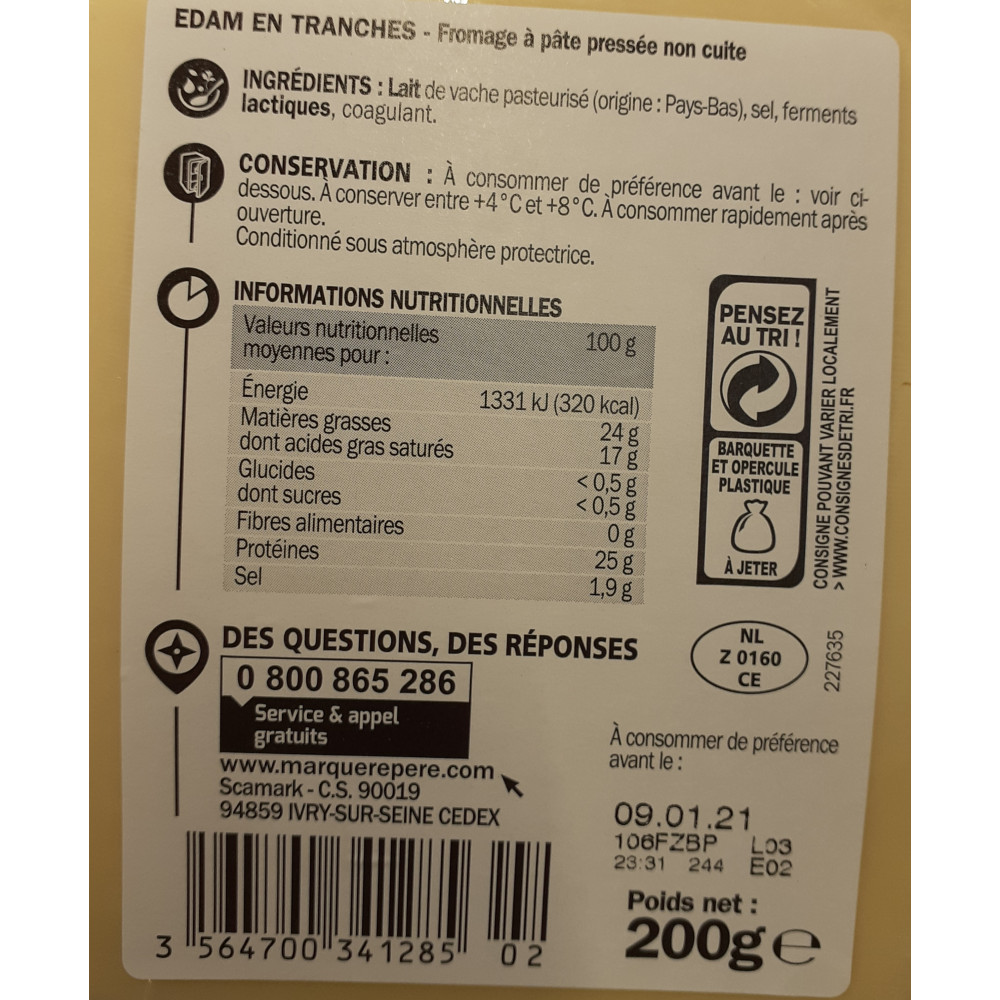 EDAM EN TRANCHES - Fromage à pâte pressée non cuite
INGRÉDIENTS : Lait de vache pasteurisé (origine : Pays-Bas), sel, ferments
lactiques, coagulant.
CONSERVATION : À consommer de préférence avant le : voir ci-
dessous. À conserver entre +4°C et +8°C. À consommer rapidement après
ouverture.
Conditionné sous atmosphère protectrice.
INFORMATIONS NUTRITIONNELLES
Valeurs nutritionnelles
moyennes pour : 100 g
Énergie 1331 kJ (320 kcal)
Matières grasses 24 g
dont acides gras saturés 17 g
Glucides < 0,5 g
dont sucres < 0,5 g
Fibres alimentaires 0 g
Protéines 25 g
Sel 1,9 g
PENSEZ
AU TRI !
BARQUETTE
ET OPERCULE
PLASTIQUE
À JETER
CONSIGNE POUVANT VARIER LOCALEMENT
> WWW.CONSIGNESDETRI.FR
DES QUESTIONS, DES RÉPONSES
0 800 865 286
Service & appel
gratuits
www.marquerepere.com
Scamark - C.S. 90019
94859 IVRY-SUR-SEINE CEDEX
NL
Z 0160
CE
227635
À consommer de préférence
avant le :
09.01.21
106FZBP L03
23:31 244 E02
Poids net :
200g e
3 564700 341285 02